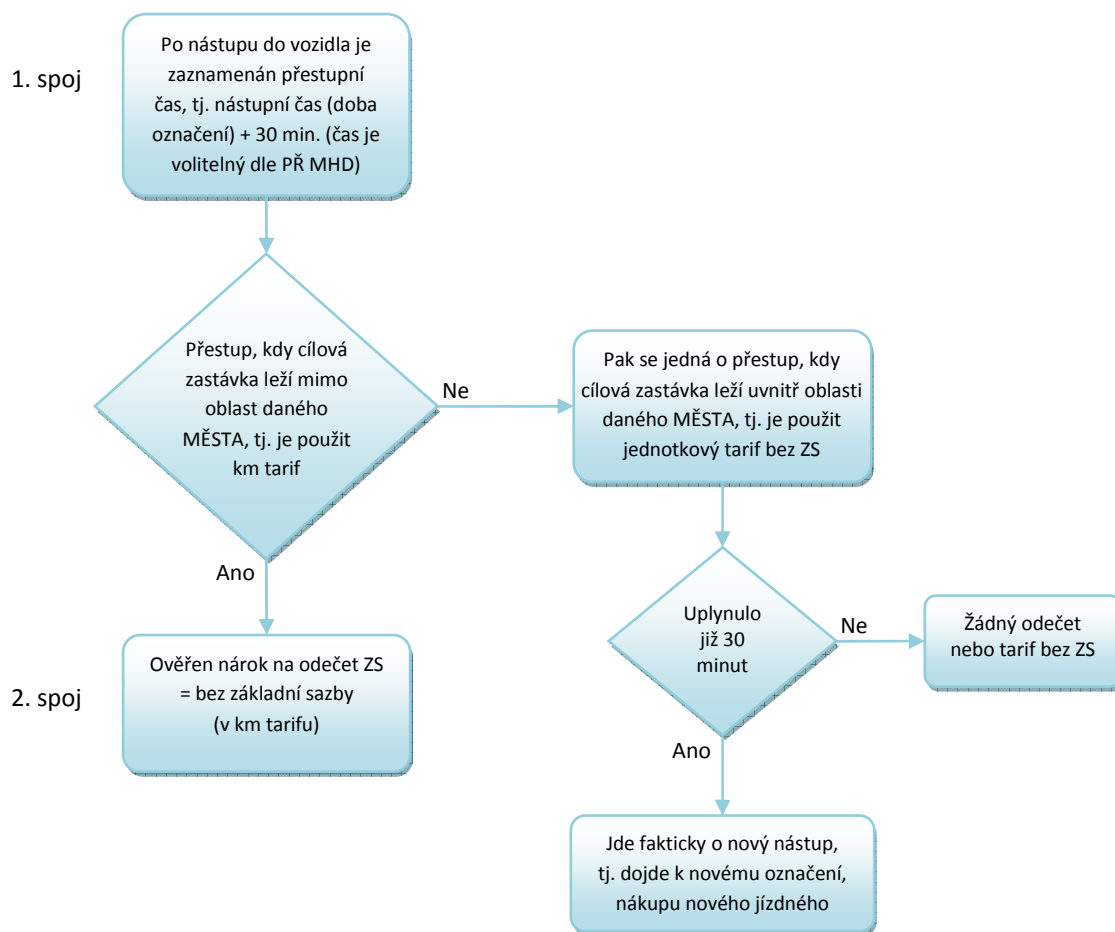 1. spoj
Po nástupu do vozidla je
zaznamenán přestupní
čas, tj. nástupní čas (doba
označení) + 30 min. (čas je
volitelný dle PŘ MHD)
Přestup, kdy cílová
zastávka leží mimo
oblast daného
MĚSTA, tj. je použit
km tarif
Ne
Pak se jedná o přestup, kdy
cílová zastávka leží uvnitř oblasti
daného MĚSTA, tj. je použit
jednotkový tarif bez ZS
Ano
Uplynulo
již 30
minut
Ne
Žádný odečet
nebo tarif bez ZS
2. spoj
Ověřen nárok na odečet ZS
= bez základní sazby
(v km tarifu)
Ano
Jde fakticky o nový nástup,
tj. dojde k novému označení,
nákupu nového jízdného